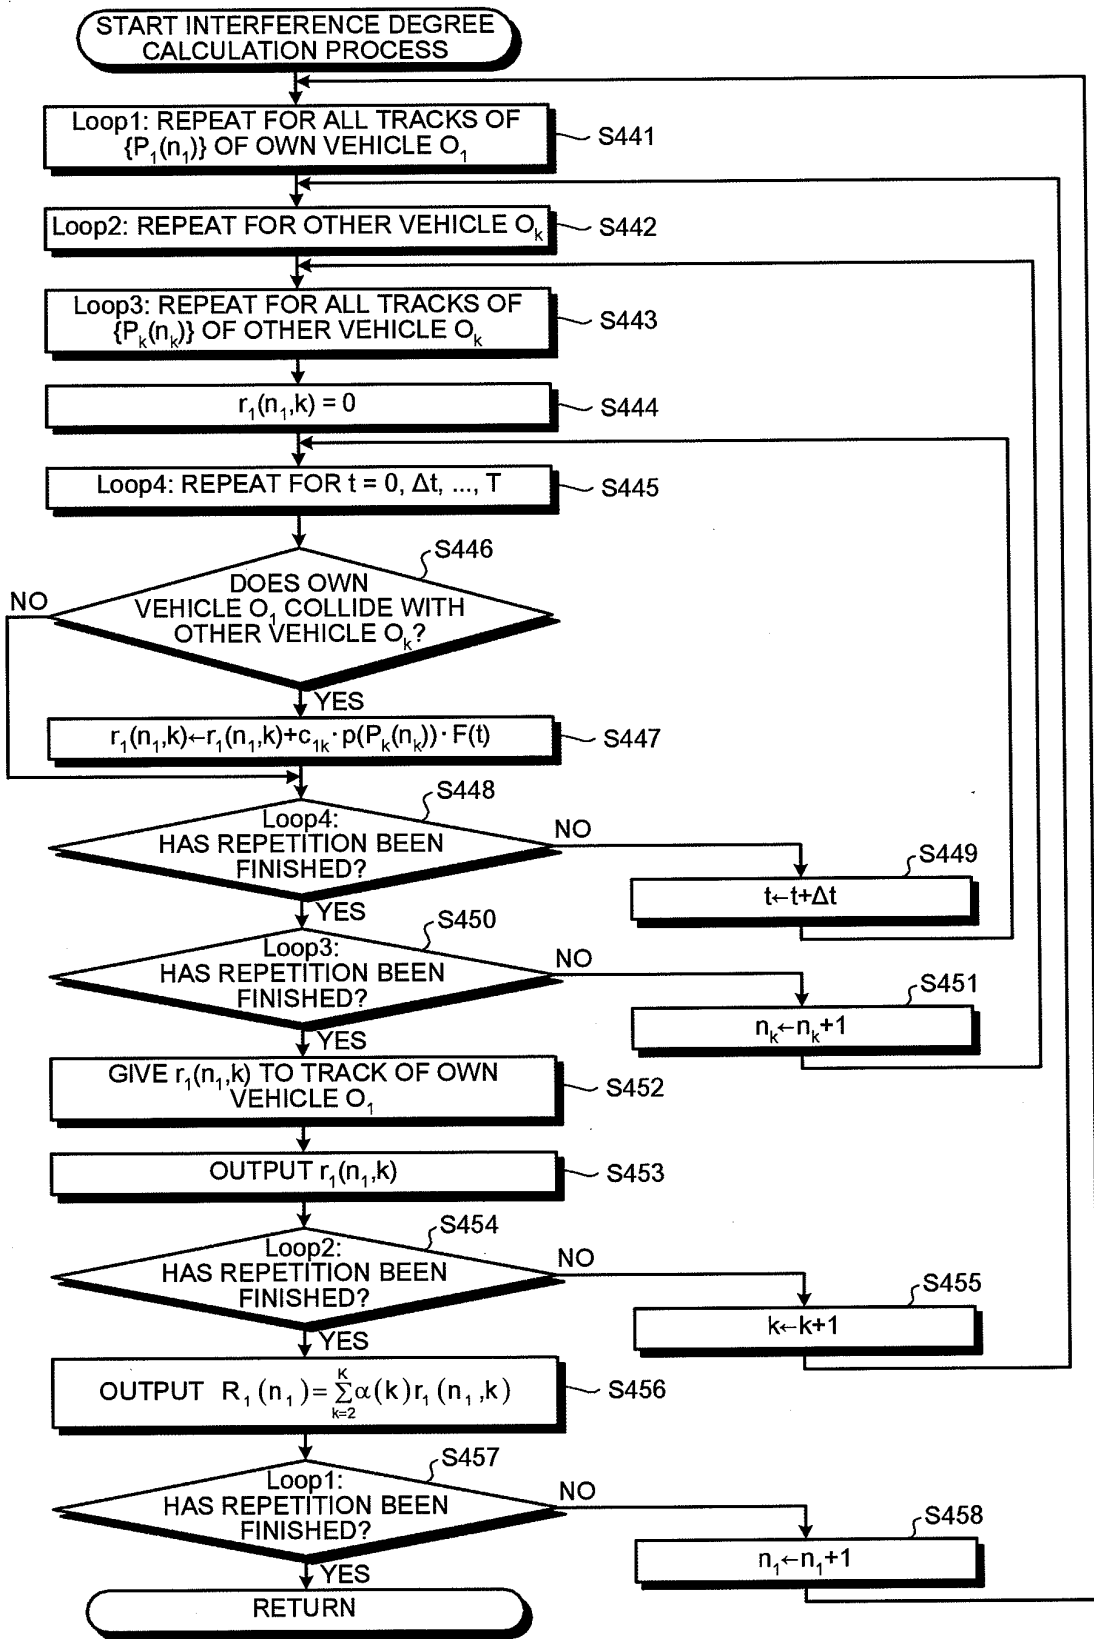 START INTERFERENCE DEGREE
CALCULATION PROCESS
Loop1: REPEAT FOR ALL TRACKS OF
{P₁(n₁)} OF OWN VEHICLE O₁
S441
Loop2: REPEAT FOR OTHER VEHICLE Oₖ
S442
Loop3: REPEAT FOR ALL TRACKS OF
{Pₖ(nₖ)} OF OTHER VEHICLE Oₖ
S443
r₁(n₁,k) = 0
S444
Loop4: REPEAT FOR t = 0, Δt, ..., T
S445
S446
DOES OWN
VEHICLE O₁ COLLIDE WITH
OTHER VEHICLE Oₖ?
NO
YES
r₁(n₁,k)←r₁(n₁,k)+c₁ₖ·p(Pₖ(nₖ))·F(t)
S447
S448
Loop4:
HAS REPETITION BEEN
FINISHED?
NO
YES
S449
t←t+Δt
S450
Loop3:
HAS REPETITION BEEN
FINISHED?
NO
YES
S451
nₖ←nₖ+1
GIVE r₁(n₁,k) TO TRACK OF OWN
VEHICLE O₁
S452
OUTPUT r₁(n₁,k)
S453
S454
Loop2:
HAS REPETITION BEEN
FINISHED?
NO
YES
S455
k←k+1
OUTPUT R₁(n₁)=∑α(k)r₁(n₁,k)
K
k=2
S456
S457
Loop1:
HAS REPETITION BEEN
FINISHED?
NO
YES
S458
n₁←n₁+1
RETURN